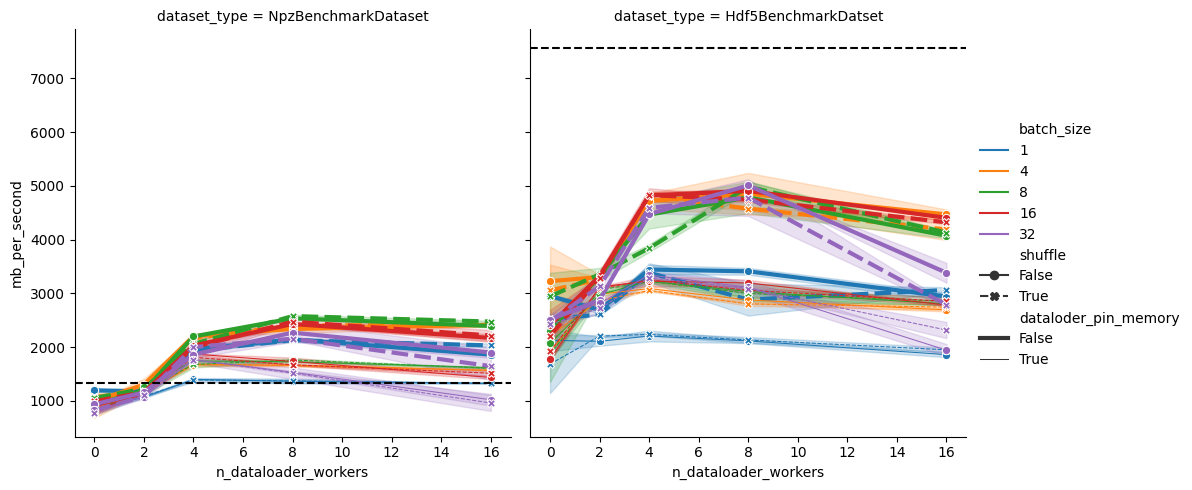 dataset_type = NpzBenchmarkDataset
dataset_type = Hdf5BenchmarkDatset
7000
6000
5000
4000
3000
2000
1000
mb_per_second
0 2 4 6 8 10 12 14 16
n_dataloader_workers
0 2 4 6 8 10 12 14 16
n_dataloader_workers
batch_size
1
4
8
16
32
shuffle
False
True
dataloder_pin_memory
False
True